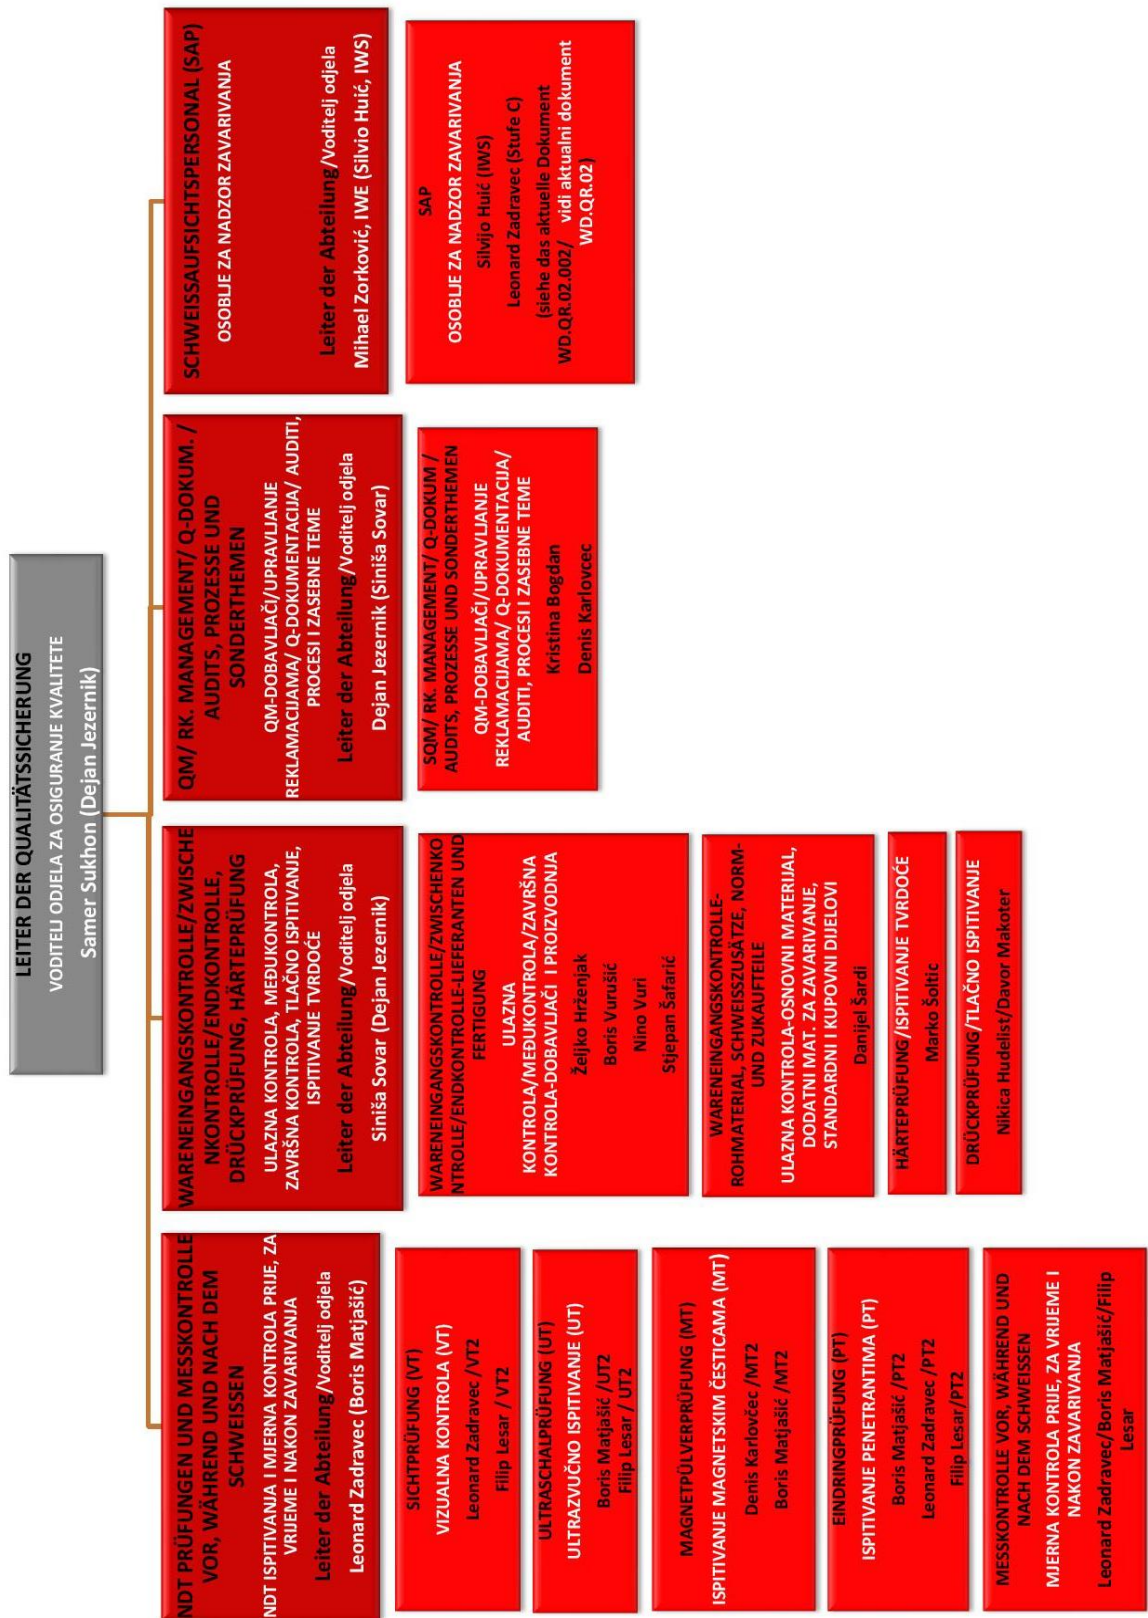 LEITER DER QUALITÄTSSICHERUNG
VODITELJ ODJELA ZA OSIGURANJE KVALITETE
Samer Sukhon (Dejan Jezernik)
NDT PRÜFUNGEN UND MESSKONTROLLE
VOR, WÄHREND UND NACH DEM
SCHWEISSEN
NDT ISPITIVANJA I MJERNA KONTROLA PRIJE, ZA
VRIJEME I NAKON ZAVARIVANJA
Leiter der Abteilung/Voditelj odjela
Leonard Zadravec (Boris Matjašić)
SICHTPRÜFUNG (VT)
VIZUALNA KONTROLA (VT)
Leonard Zadravec /VT2
Filip Lesar / VT2
ULTRASCHALPRÜFUNG (UT)
ULTRAZVUČNO ISPITIVANJE (UT)
Boris Matjašić /UT2
Filip Lesar / UT2
MAGNETPÜLVERPRÜFUNG (MT)
ISPITIVANJE MAGNETSKIM ČESTICAMA (MT)
Denis Karlovčec /MT2
Boris Matjašić /MT2
EINDRINGPRÜFUNG (PT)
ISPITIVANJE PENETRANTIMA (PT)
Boris Matjašić /PT2
Leonard Zadravec/PT2
Filip Lesar/PT2
MESSKONTROLLE VOR, WÄHREND UND
NACH DEM SCHWEISSEN
MJERNA KONTROLA PRIJE, ZA VRIJEME I
NAKON ZAVARIVANJA
Leonard Zadravec/Boris Matjašić/Filip
Lesar
WARENEINGANGSKONTROLLE/ZWISCHE
NKONTROLLE/ENDKONTROLLE,
DRÜCKPRÜFUNG, HÄRTEPRÜFUNG
ULAZNA KONTROLA, MEĐUKONTROLA,
ZAVRŠNA KONTROLA, TLAČNO ISPITIVANJE,
ISPITIVANJE TVRDOĆE
Leiter der Abteilung/Voditelj odjela
Siniša Sovar (Dejan Jezernik)
WARENEINGANGSKONTROLLE/ZWISCHENKO
NTROLLE/ENDKONTROLLE-LIEFERANTEN UND
FERTIGUNG
ULAZNA
KONTROLA/MEĐUKONTROLA/ZAVRŠNA
KONTROLA-DOBAVLJAČI I PROIZVODNJA
Željko Hrženjak
Boris Vurušić
Nino Vuri
Stjepan Šafarić
WARENEINGANGSKONTROLLE-
ROHMATERIAL, SCHWEISSZUSÄTZE, NORM-
UND ZUKAUFTEILE
ULAZNA KONTROLA-OSNOVNI MATERIJAL,
DODATNI MAT. ZA ZAVARIVANJE,
STANDARDNI I KUPOVNI DIJELOVI
Danijel Šardi
HÄRTEPRÜFUNG/ISPITIVANJE TVRDOĆE
Marko Šoltic
DRÜCKPRÜFUNG/TLAČNO ISPITIVANJE
Nikica Hudelist/Davor Makoter
QM/ RK. MANAGEMENT/ Q-DOKUM. /
AUDITS, PROZESSE UND
SONDERTHEMEN
QM-DOBAVLJAČI/UPRAVLJANJE
REKLAMACIJAMA/ Q-DOKUMENTACIJA/ AUDITI,
PROCESI I ZASEBNE TEME
Leiter der Abteilung/Voditelj odjela
Dejan Jezernik (Siniša Sovar)
SQM/ RK. MANAGEMENT/ Q-DOKUM /
AUDITS, PROZESSE UND SONDERTHEMEN
QM-DOBAVLJAČI/UPRAVLJANJE
REKLAMACIJAMA/ Q-DOKUMENTACIJA/
AUDITI, PROCESI I ZASEBNE TEME
Kristina Bogdan
Denis Karlovcec
SCHWEISSAUFSICHTSPERSONAL (SAP)
OSOBLJE ZA NADZOR ZAVARIVANJA
Leiter der Abteilung/Voditelj odjela
Mihael Zorković, IWE (Silvio Huić, IWS)
SAP
OSOBLJE ZA NADZOR ZAVARIVANJA
Silvijo Huić (IWS)
Leonard Zadravec (Stufe C)
(siehe das aktuelle Dokument
WD.QR.02.002/ vidi aktualni dokument
WD.QR.02)